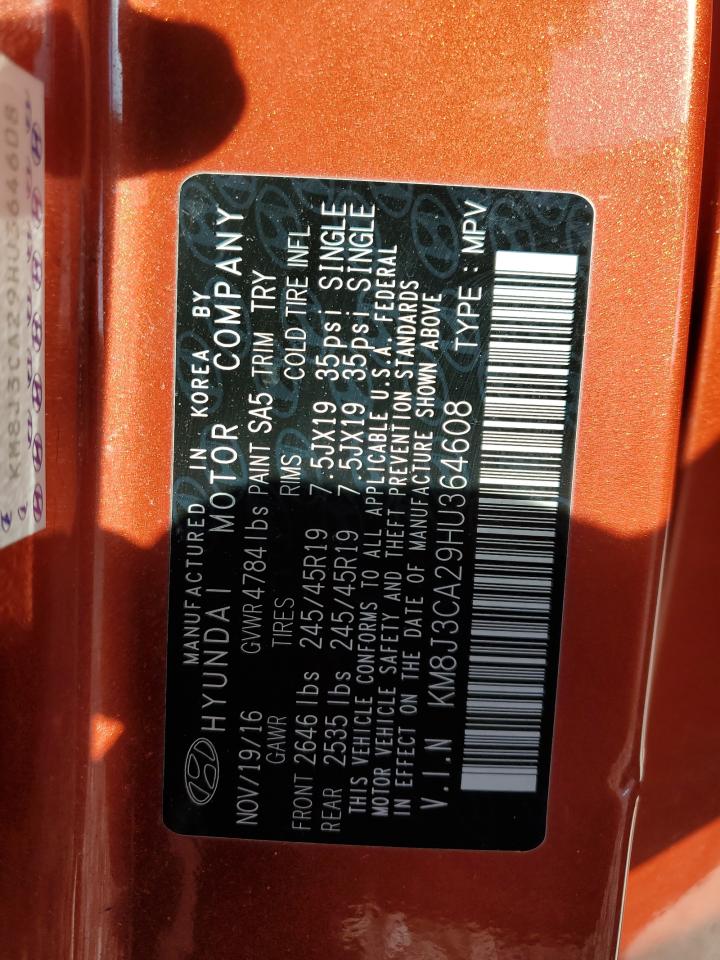 KM8J3CA29HU364608
MANUFACTURED IN KOREA BY
HYUNDAI MOTOR COMPANY
NOV/19/16 GVWR 4784 lbs PAINT SA5 TRIM TRY
GAWR TIRES RIMS COLD TIRE INFL
FRONT 2646 lbs 245/45R19 7.5JX19 35psi SINGLE
REAR 2535 lbs 245/45R19 7.5JX19 35psi SINGLE
THIS VEHICLE CONFORMS TO ALL APPLICABLE U.S.A. FEDERAL
MOTOR VEHICLE SAFETY AND THEFT PREVENTION STANDARDS
IN EFFECT ON THE DATE OF MANUFACTURE SHOWN ABOVE
V.I.N KM8J3CA29HU364608 TYPE : MPV